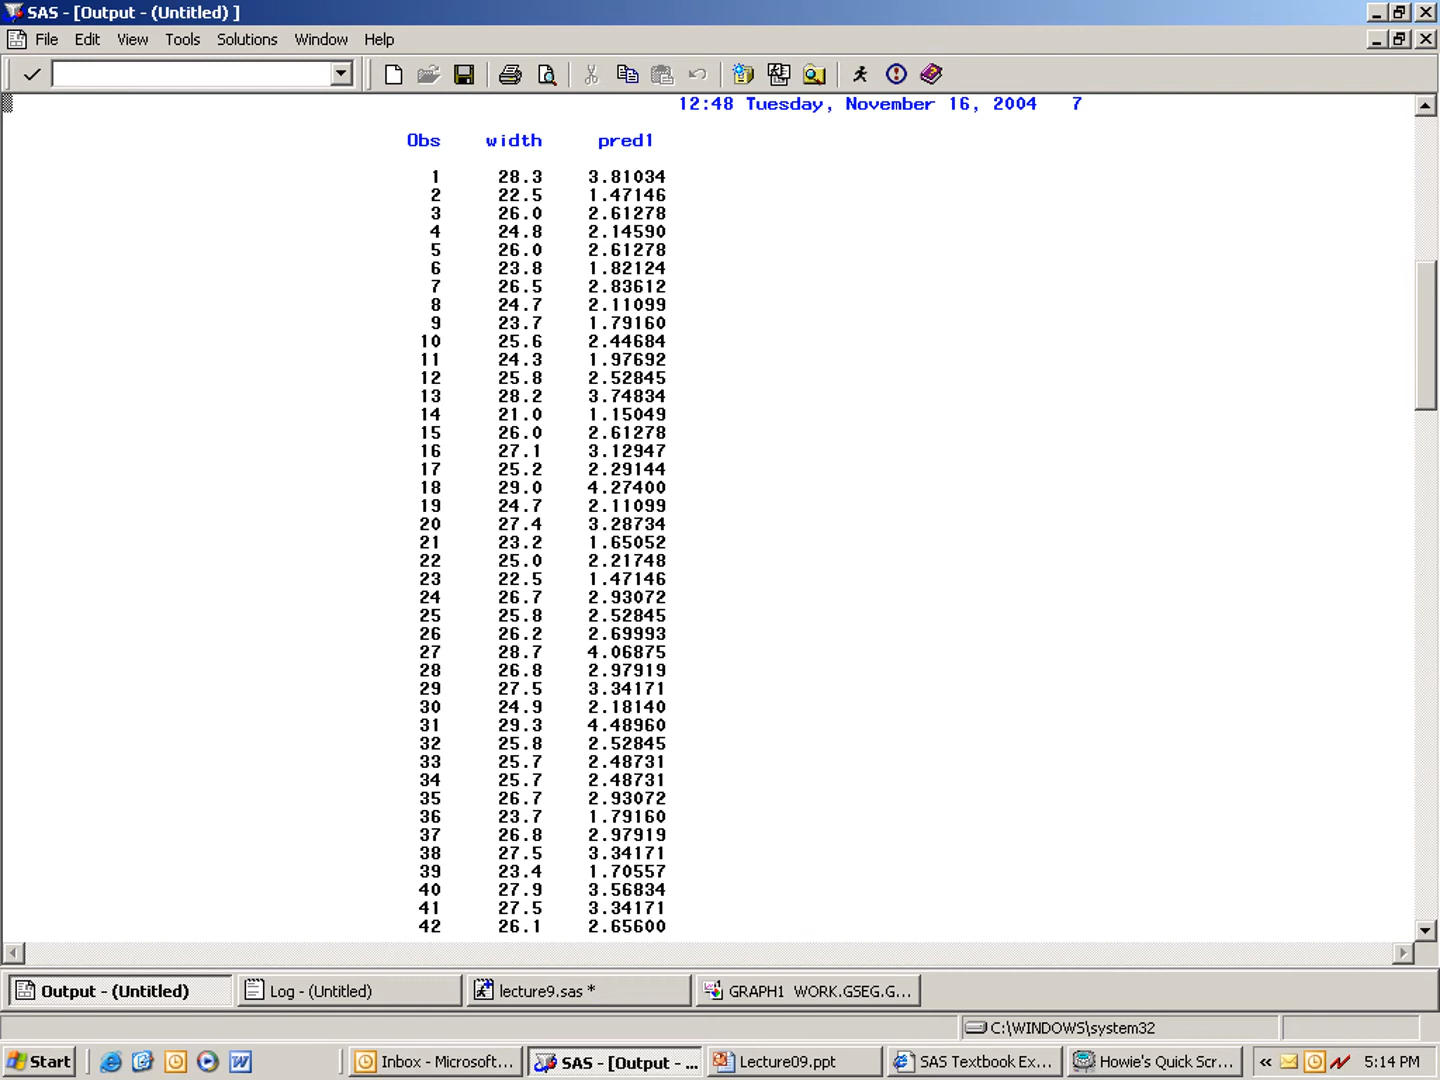 SAS - [Output - (Untitled) ]
File Edit View Tools Solutions Window Help
12:48 Tuesday, November 16, 2004 7
Obs width pred1
1 28.3 3.81034
2 22.5 1.47146
3 26.0 2.61278
4 24.8 2.14590
5 26.0 2.61278
6 23.8 1.82124
7 26.5 2.83612
8 24.7 2.11099
9 23.7 1.79160
10 25.6 2.44684
11 24.3 1.97692
12 25.8 2.52845
13 28.2 3.74834
14 21.0 1.15049
15 26.0 2.61278
16 27.1 3.12947
17 25.2 2.29144
18 29.0 4.27400
19 24.7 2.11099
20 27.4 3.28734
21 23.2 1.65052
22 25.0 2.21748
23 22.5 1.47146
24 26.7 2.93072
25 25.8 2.52845
26 26.2 2.69993
27 28.7 4.06875
28 26.8 2.97919
29 27.5 3.34171
30 24.9 2.18140
31 29.3 4.48960
32 25.8 2.52845
33 25.7 2.48731
34 25.7 2.48731
35 26.7 2.93072
36 23.7 1.79160
37 26.8 2.97919
38 27.5 3.34171
39 23.4 1.70557
40 27.9 3.56834
41 27.5 3.34171
42 26.1 2.65600
Output - (Untitled) Log - (Untitled) lecture9.sas * GRAPH1 WORK.GSEG.G...
C:\WINDOWS\system32
Start Inbox - Microsoft... SAS - [Output - ... Lecture09.ppt SAS Textbook Ex... Howie's Quick Scr... « 5:14 PM